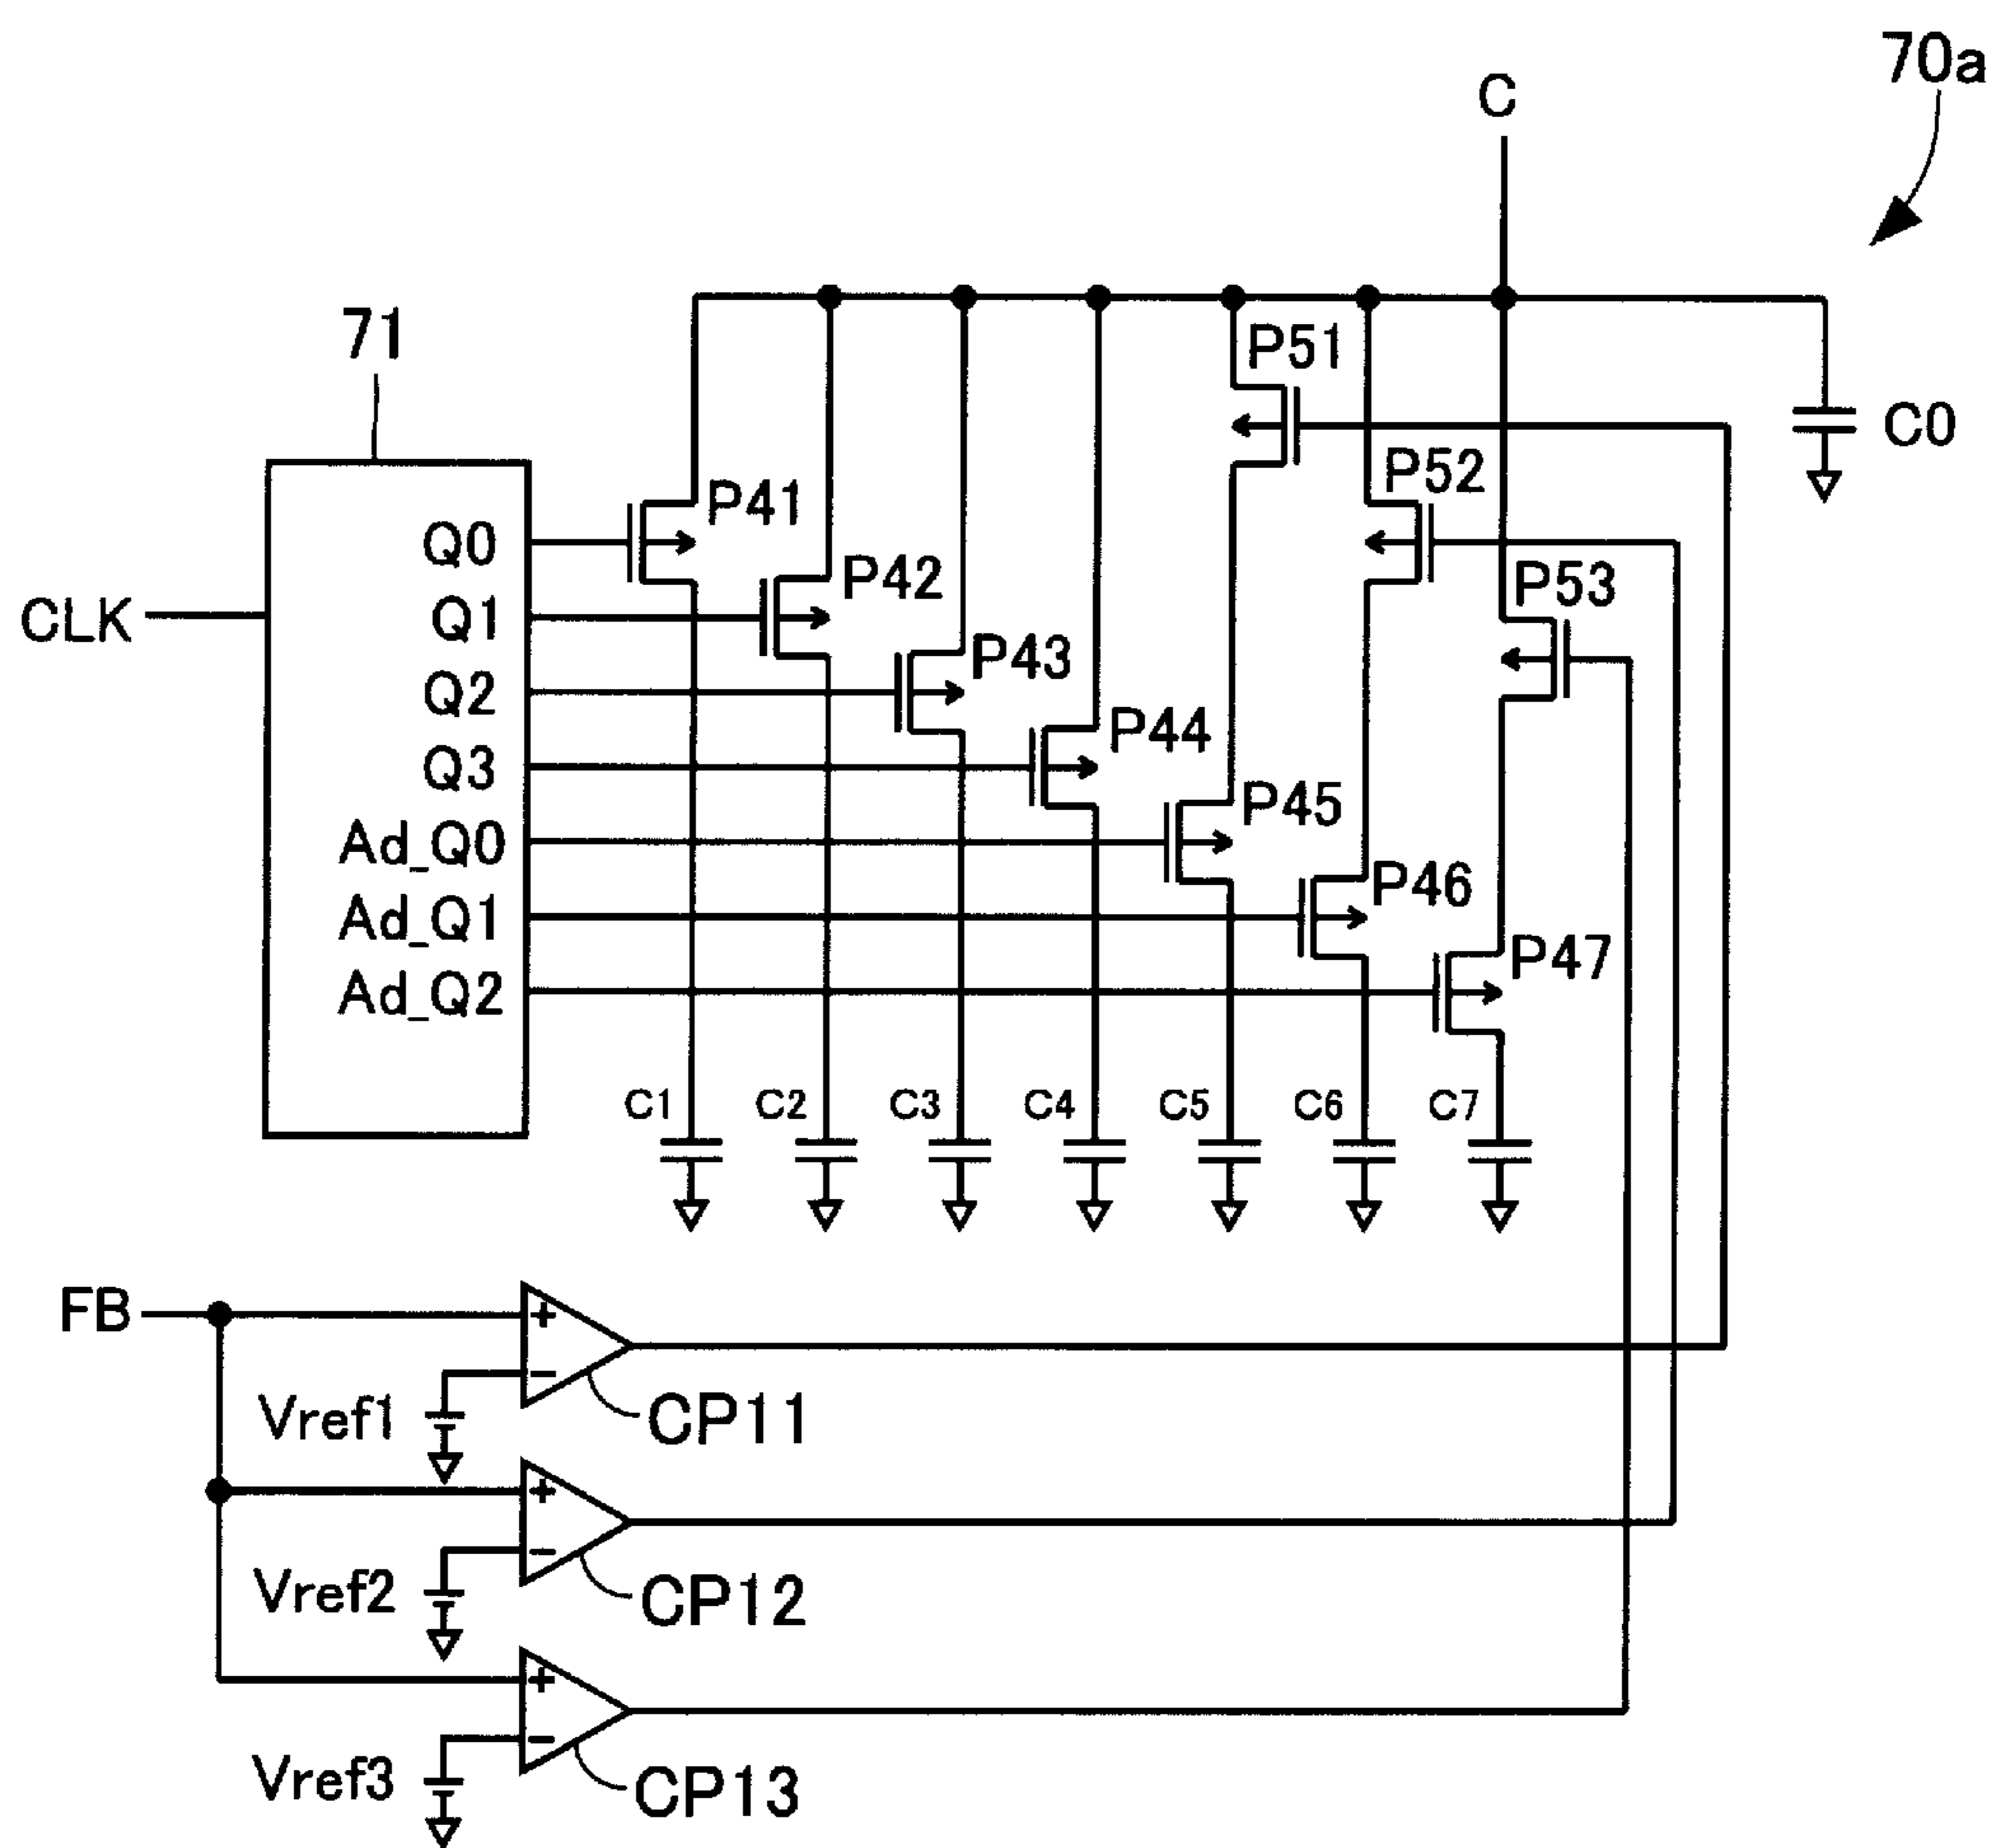 70a
C
71
P51
C0
P52
P41
Q0
P42
P53
CLK
Q1
P43
Q2
P44
Q3
P45
Ad_Q0
P46
Ad_Q1
P47
Ad_Q2
C1 C2 C3 C4 C5 C6 C7
FB
+
−
Vref1
CP11
+
−
Vref2
CP12
+
−
Vref3
CP13